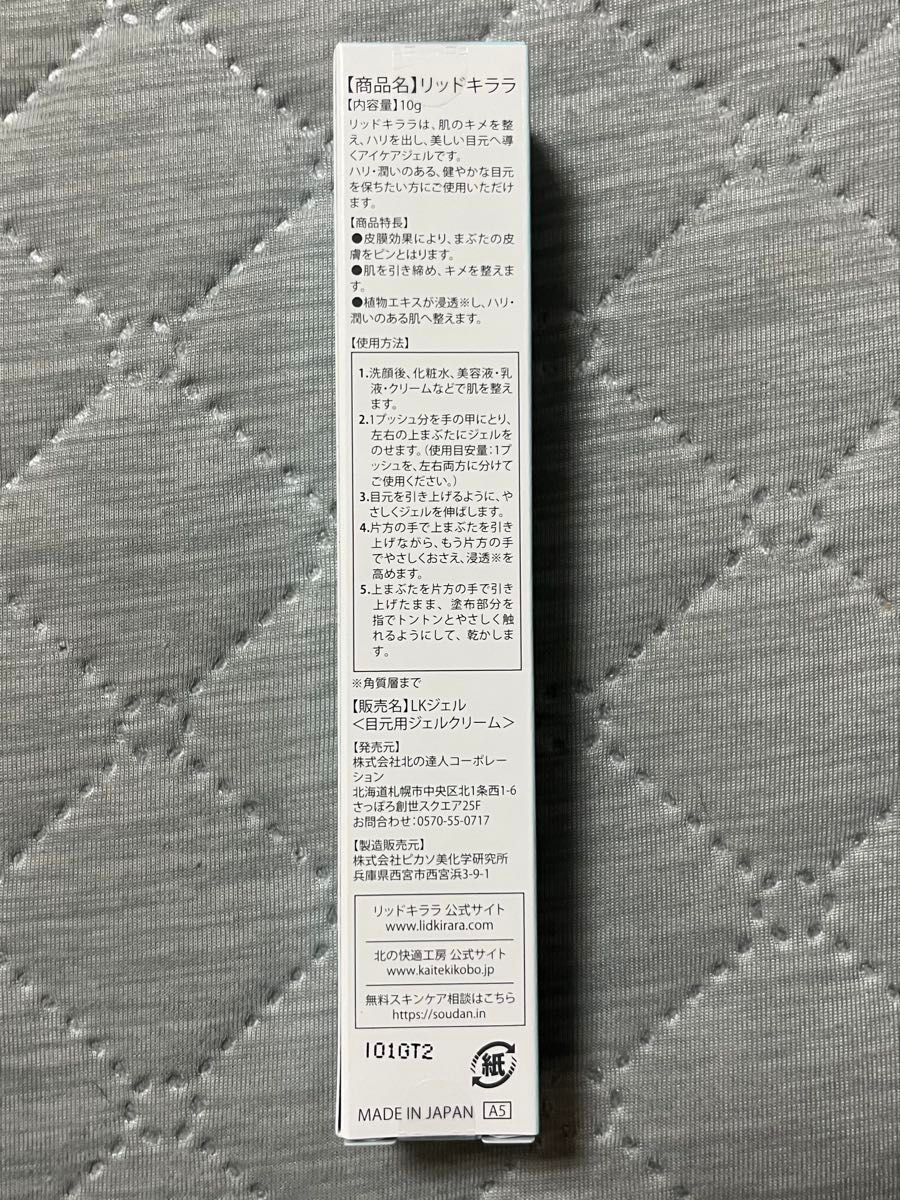 【商品名】リッドキララ
【内容量】10g
リッドキララは、肌のキメを整
え、ハリを出し、美しい目元へ導
くアイケアジェルです。
ハリ・潤いのある、健やかな目元
を保ちたい方にご使用いただけ
ます。
【商品特長】
●皮膜効果により、まぶたの皮
膚をピンとはります。
●肌を引き締め、キメを整えま
す。
●植物エキスが浸透※し、ハリ・
潤いのある肌へ整えます。
【使用方法】
1.洗顔後、化粧水、美容液・乳
液・クリームなどで肌を整え
ます。
2.1プッシュ分を手の甲にとり、
左右の上まぶたにジェルを
のせます。（使用目安量：1プ
ッシュを、左右両方に分けて
ご使用ください。）
3.目元を引き上げるように、や
さしくジェルを伸ばします。
4.片方の手で上まぶたを引き
上げながら、もう片方の手
でやさしくおさえ、浸透※を
高めます。
5.上まぶたを片方の手で引き
上げたまま、塗布部分を
指でトントンとやさしく触
れるようにして、乾かしま
す。
※角質層まで
【販売名】LKジェル
＜目元用ジェルクリーム＞
【発売元】
株式会社北の達人コーポレー
ション
北海道札幌市中央区北1条西1-6
さっぽろ創世スクエア25F
お問合わせ：0570-55-0717
【製造販売元】
株式会社ピカソ美化学研究所
兵庫県西宮市西宮浜3-9-1
リッドキララ 公式サイト
www.lidkirara.com
北の快適工房 公式サイト
www.kaitekikobo.jp
無料スキンケア相談はこちら
https://soudan.in
I01GT2
紙
MADE IN JAPAN A5